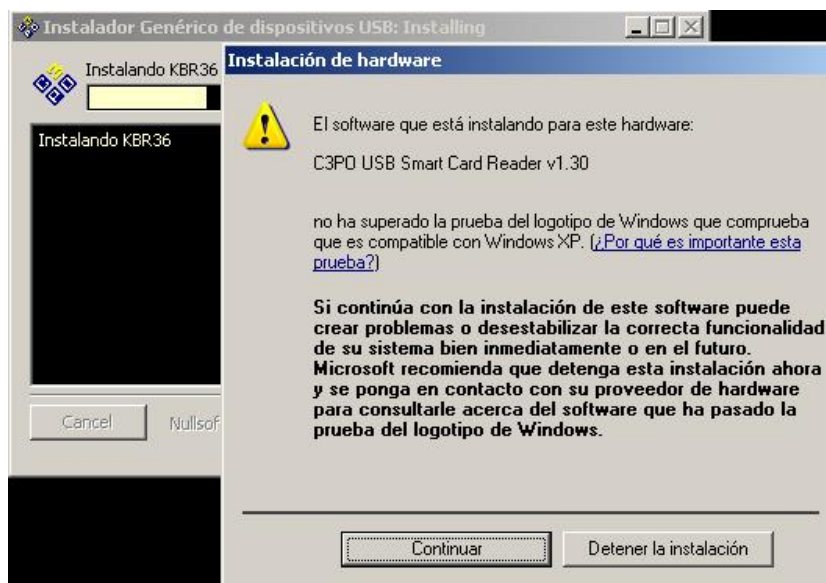 Instalador Genérico de dispositivos USB: Installing
Instalando KBR36
Instalando KBR36
Cancel
Nullsof
Instalación de hardware
El software que está instalando para este hardware:
C3PO USB Smart Card Reader v1.30
no ha superado la prueba del logotipo de Windows que comprueba
que es compatible con Windows XP. (¿Por qué es importante esta
prueba?)
Si continúa con la instalación de este software puede
crear problemas o desestabilizar la correcta funcionalidad
de su sistema bien inmediatamente o en el futuro.
Microsoft recomienda que detenga esta instalación ahora
y se ponga en contacto con su proveedor de hardware
para consultarle acerca del software que ha pasado la
prueba del logotipo de Windows.
Continuar
Detener la instalación